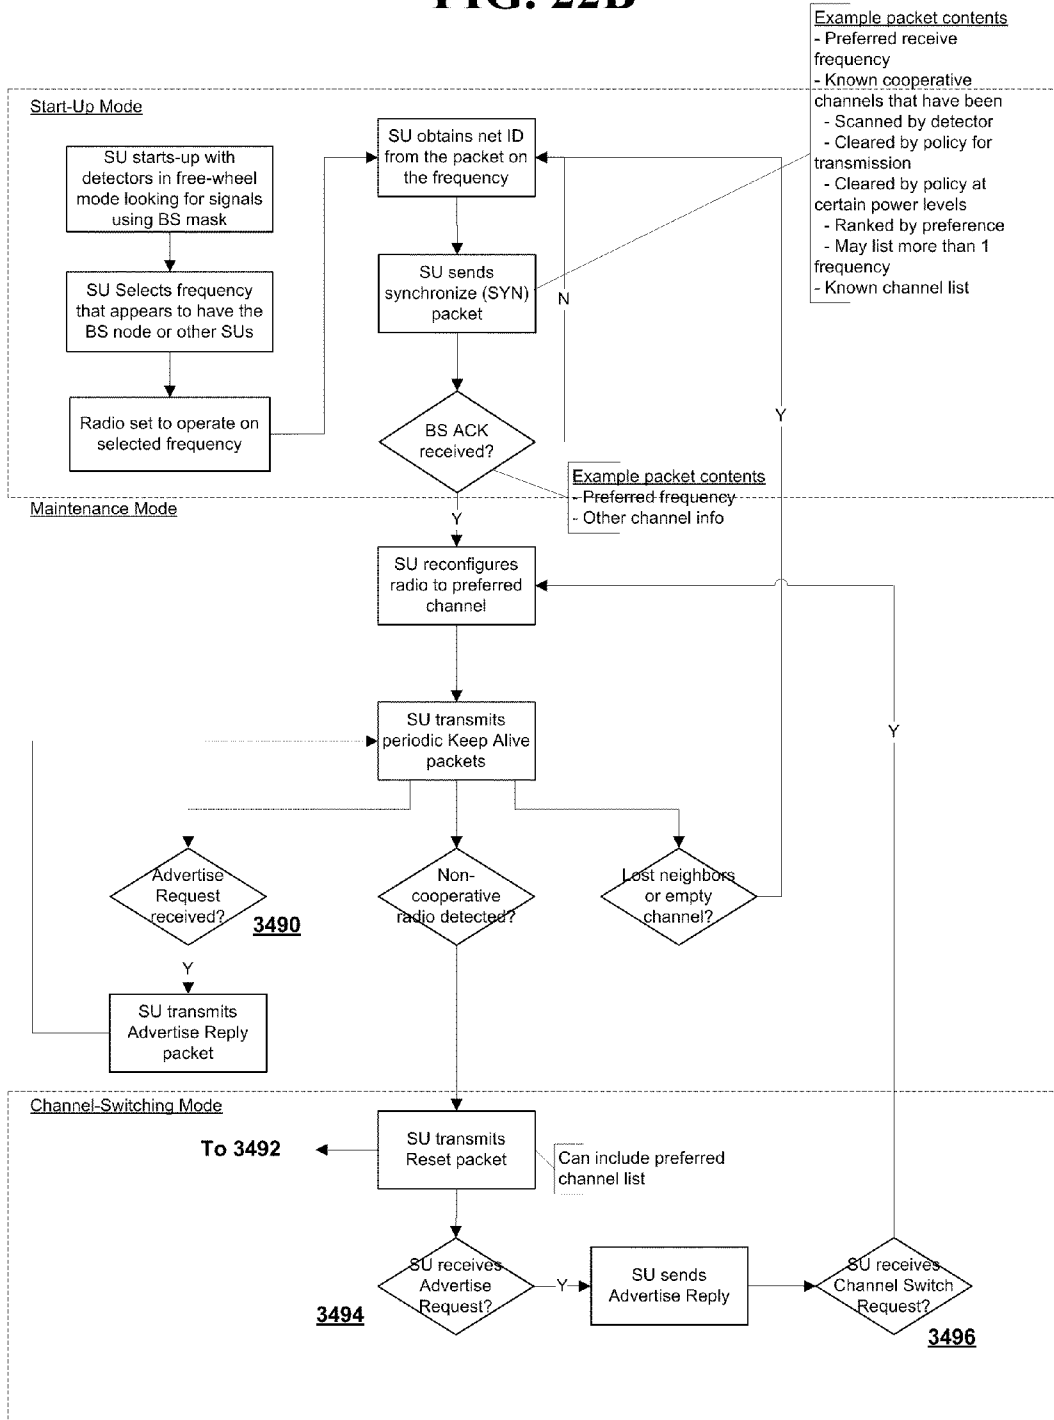 FIG. 22B
Example packet contents
- Preferred receive
frequency
- Known cooperative
channels that have been
- Scanned by detector
- Cleared by policy for
transmission
- Cleared by policy at
certain power levels
- Ranked by preference
- May list more than 1
frequency
- Known channel list
Start-Up Mode
SU starts-up with
detectors in free-wheel
mode looking for signals
using BS mask
SU Selects frequency
that appears to have the
BS node or other SUs
Radio set to operate on
selected frequency
SU obtains net ID
from the packet on
the frequency
SU sends
synchronize (SYN)
packet
N
BS ACK
received?
Y
Example packet contents
- Preferred frequency
- Other channel info
Maintenance Mode
Y
SU reconfigures
radio to preferred
channel
SU transmits
periodic Keep Alive
packets
Y
Advertise
Request
received?
3490
Non-
cooperative
radio detected?
Lost neighbors
or empty
channel?
Y
SU transmits
Advertise Reply
packet
Channel-Switching Mode
To 3492
SU transmits
Reset packet
Can include preferred
channel list
SU receives
Advertise
Request?
3494
Y
SU sends
Advertise Reply
SU receives
Channel Switch
Request?
3496